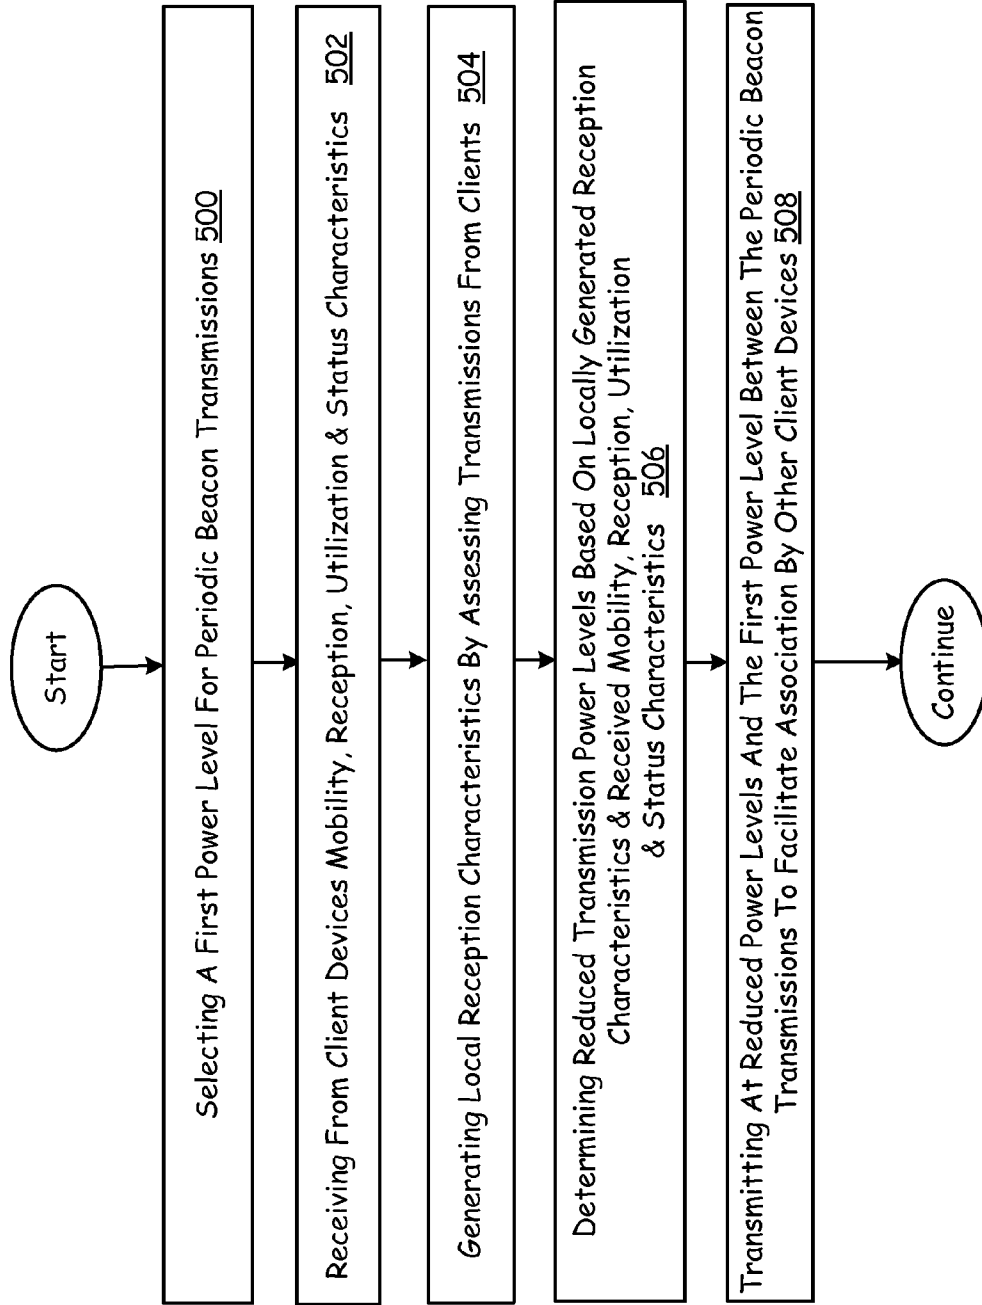 Start
Selecting A First Power Level For Periodic Beacon Transmissions 500
Receiving From Client Devices Mobility, Reception, Utilization & Status Characteristics 502
Generating Local Reception Characteristics By Assessing Transmissions From Clients 504
Determining Reduced Transmission Power Levels Based On Locally Generated Reception
Characteristics & Received Mobility, Reception, Utilization
& Status Characteristics 506
Transmitting At Reduced Power Levels And The First Power Level Between The Periodic Beacon
Transmissions To Facilitate Association By Other Client Devices 508
Continue